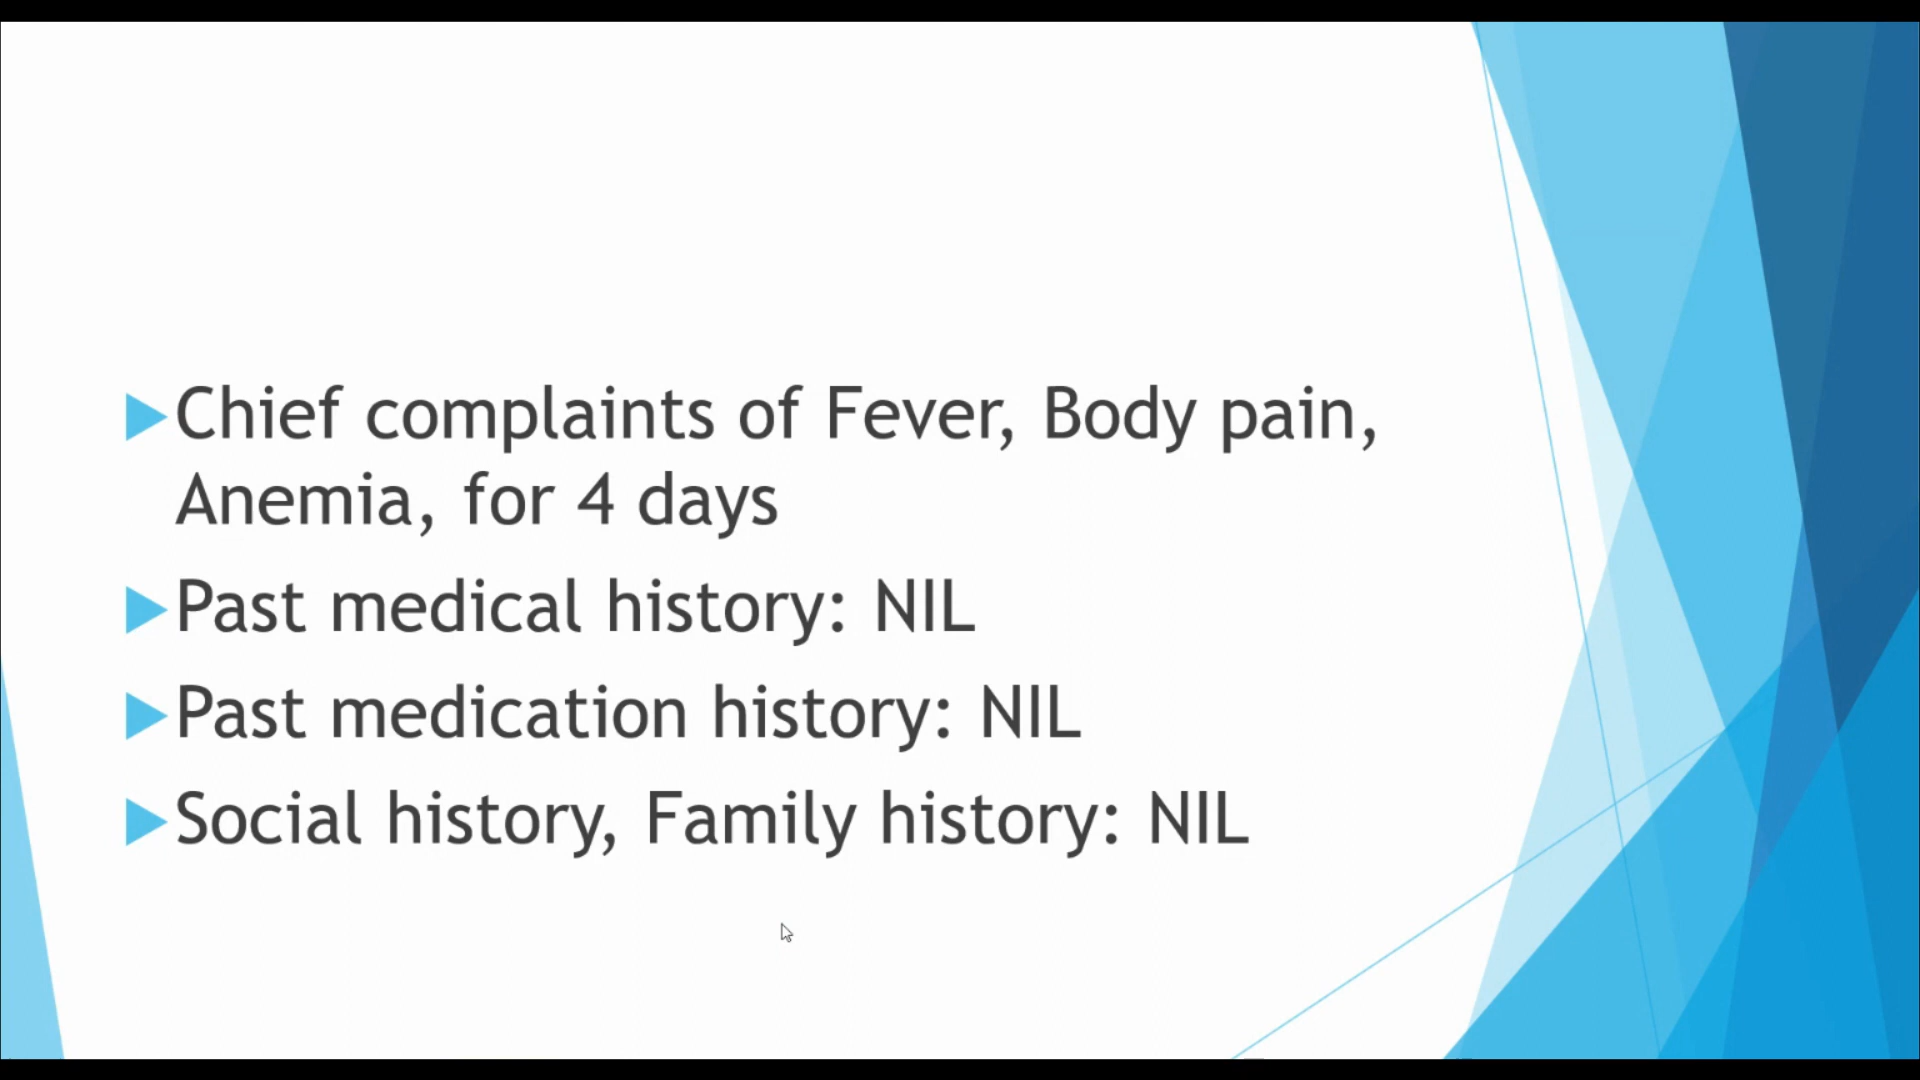 Chief complaints of Fever, Body pain,
Anemia, for 4 days
Past medical history: NIL
Past medication history: NIL
Social history, Family history: NIL